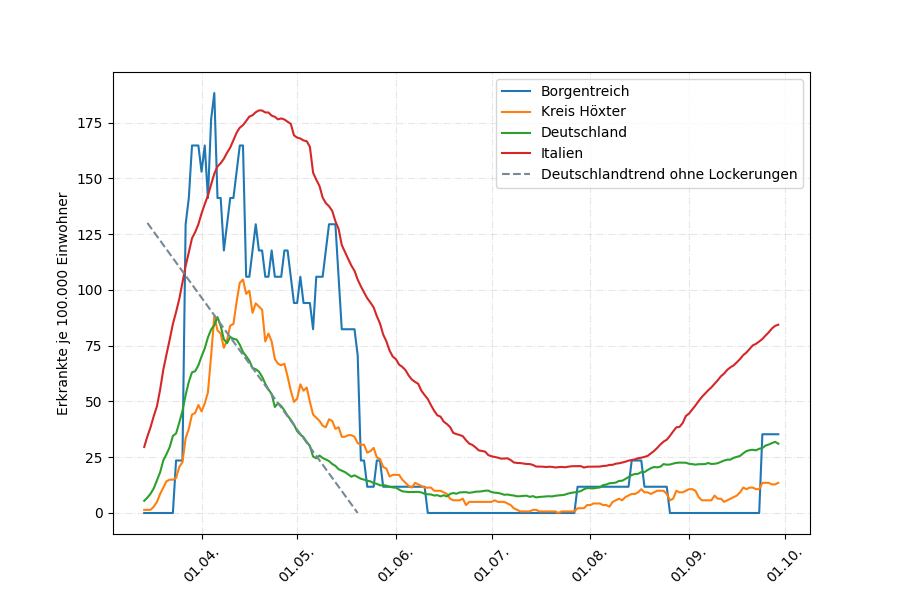 Borgentreich
Kreis Höxter
Deutschland
Italien
Deutschlandtrend ohne Lockerungen
Erkrankte je 100.000 Einwohner
175
150
125
100
75
50
25
0
01.04.
01.05.
01.06.
01.07.
01.08.
01.09.
01.10.